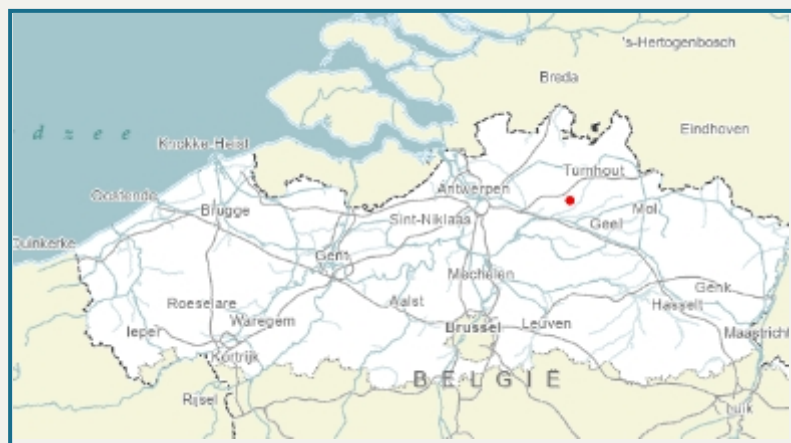 's-Hertogenbosch
Breda
d z e e
Eindhoven
Knokke-Heist
Turnhout
Oostende
Antwerpen
Brugge
Sint-Niklaas
Mol
Geel
Duinkerke
Gent
Mechelen
Genk
Roeselare
Aalst
Hasselt
Ieper
Waregem
Brussel
Leuven
Maastricht
Kortrijk
BELGIË
Rijsel
Luik